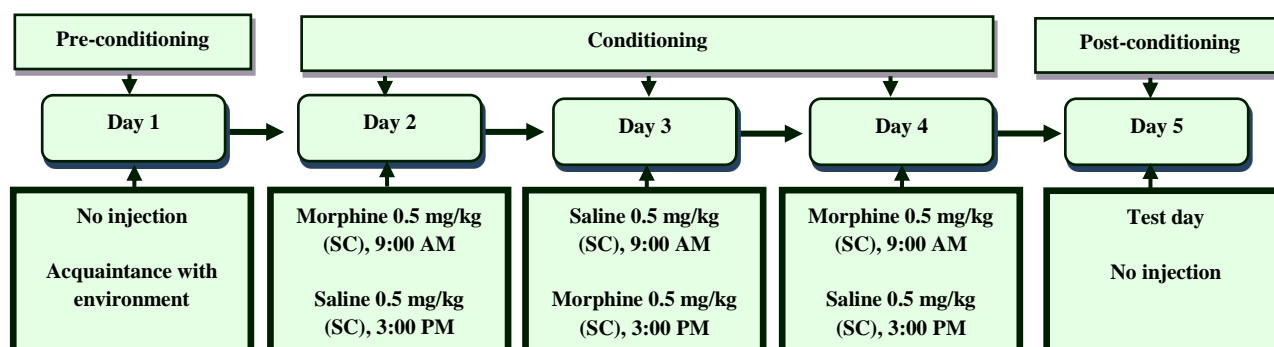 Pre-conditioning
Conditioning
Post-conditioning
Day 1
Day 2
Day 3
Day 4
Day 5
No injection
Acquaintance with
environment
Morphine 0.5 mg/kg
(SC), 9:00 AM
Saline 0.5 mg/kg
(SC), 3:00 PM
Saline 0.5 mg/kg
(SC), 9:00 AM
Morphine 0.5 mg/kg
(SC), 3:00 PM
Morphine 0.5 mg/kg
(SC), 9:00 AM
Saline 0.5 mg/kg
(SC), 3:00 PM
Test day
No injection